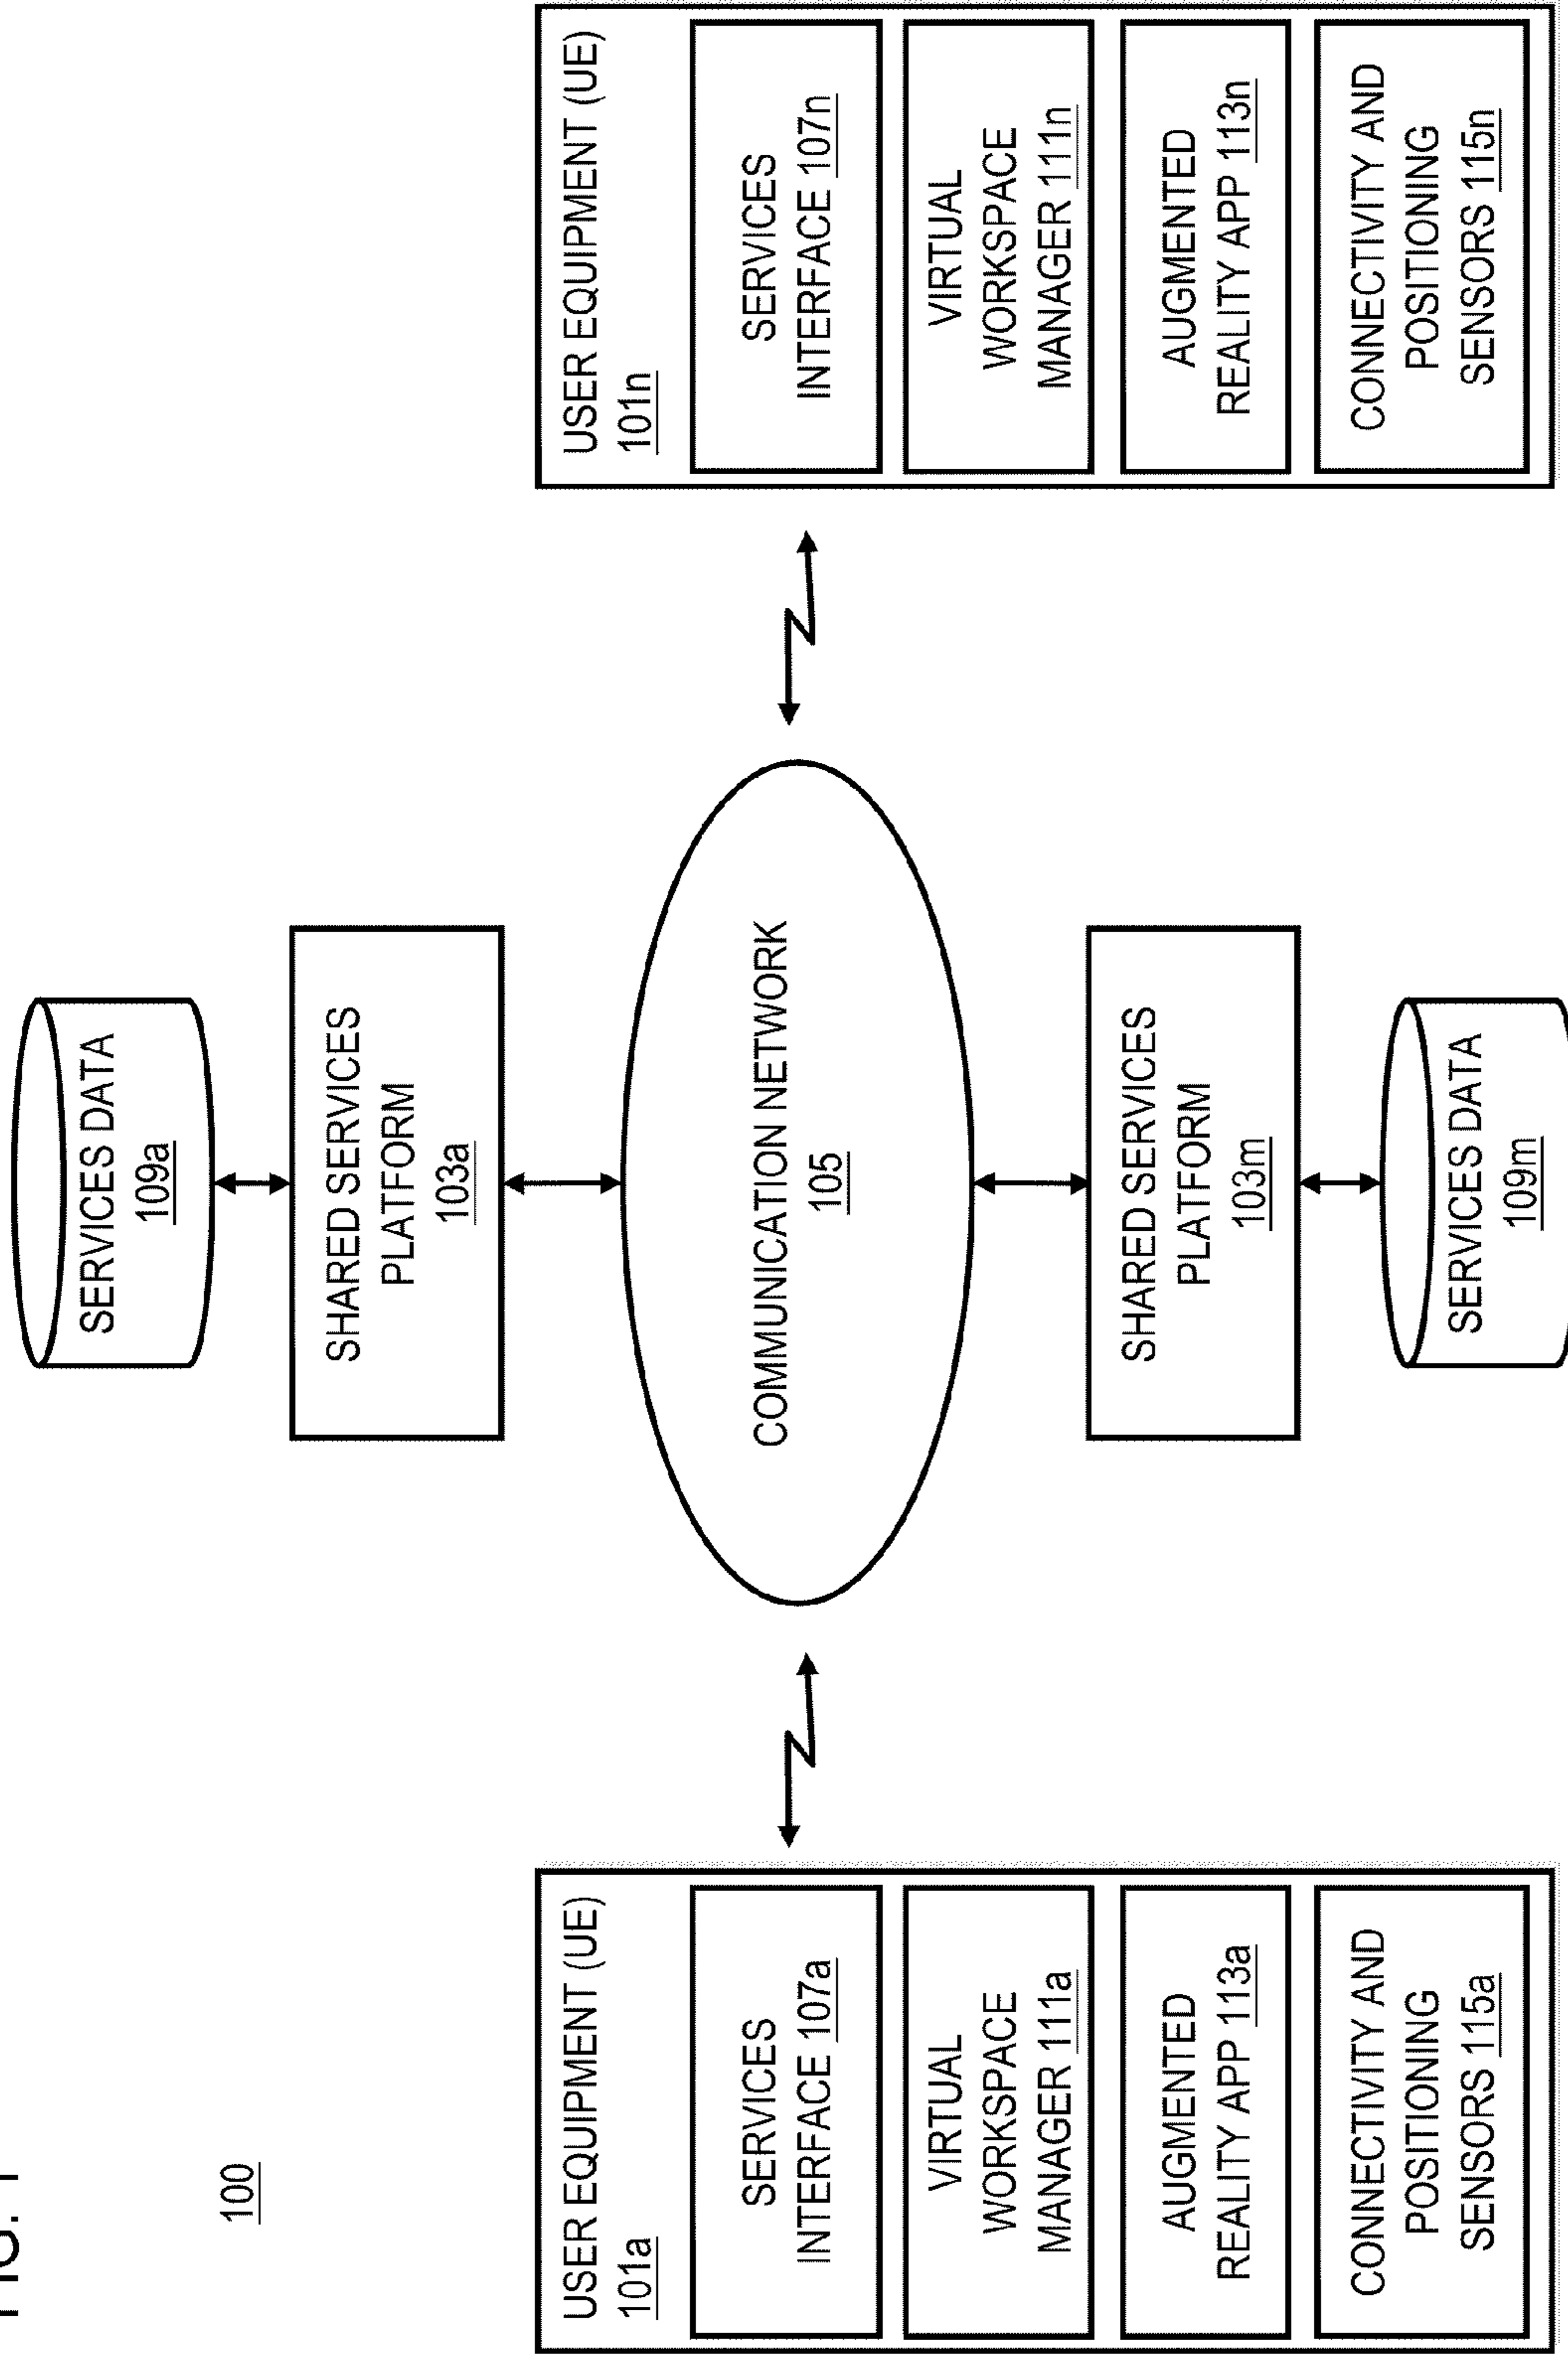 FIG. 1
100
SERVICES DATA
109a
SHARED SERVICES
PLATFORM
103a
USER EQUIPMENT (UE)
101a
SERVICES
INTERFACE 107a
VIRTUAL
WORKSPACE
MANAGER 111a
AUGMENTED
REALITY APP 113a
CONNECTIVITY AND
POSITIONING
SENSORS 115a
COMMUNICATION NETWORK
105
USER EQUIPMENT (UE)
101n
SERVICES
INTERFACE 107n
VIRTUAL
WORKSPACE
MANAGER 111n
AUGMENTED
REALITY APP 113n
CONNECTIVITY AND
POSITIONING
SENSORS 115n
SHARED SERVICES
PLATFORM
103m
SERVICES DATA
109m